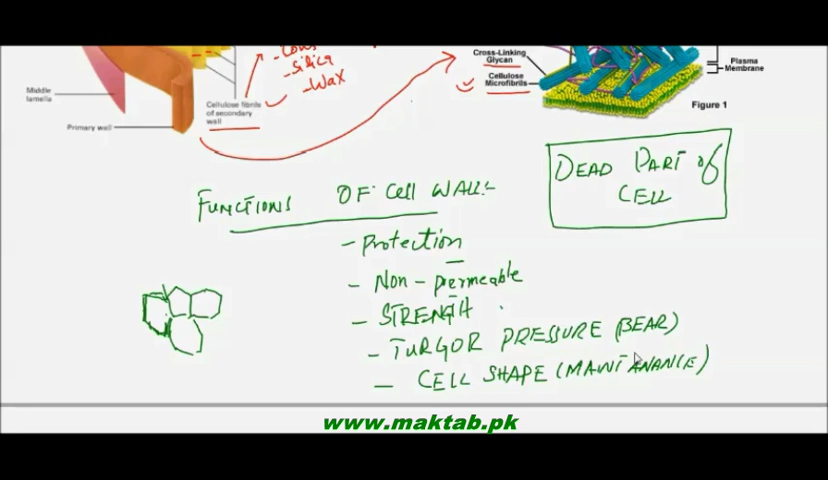 - Silica
- Wax
Middle
lamella
Primary wall
Cellulose fibrils
of secondary
wall
Cross-Linking
Glycan
Cellulose
Microfibrils
Plasma
Membrane
Figure 1
DEAD PART of
CELL
FUNCTIONS OF Cell WALL:-
- Protection
- Non - permeable
- STRENGTH
- TURGOR PRESSURE (BEAR)
- CELL SHAPE (MAINTANANCE)
www.maktab.pk